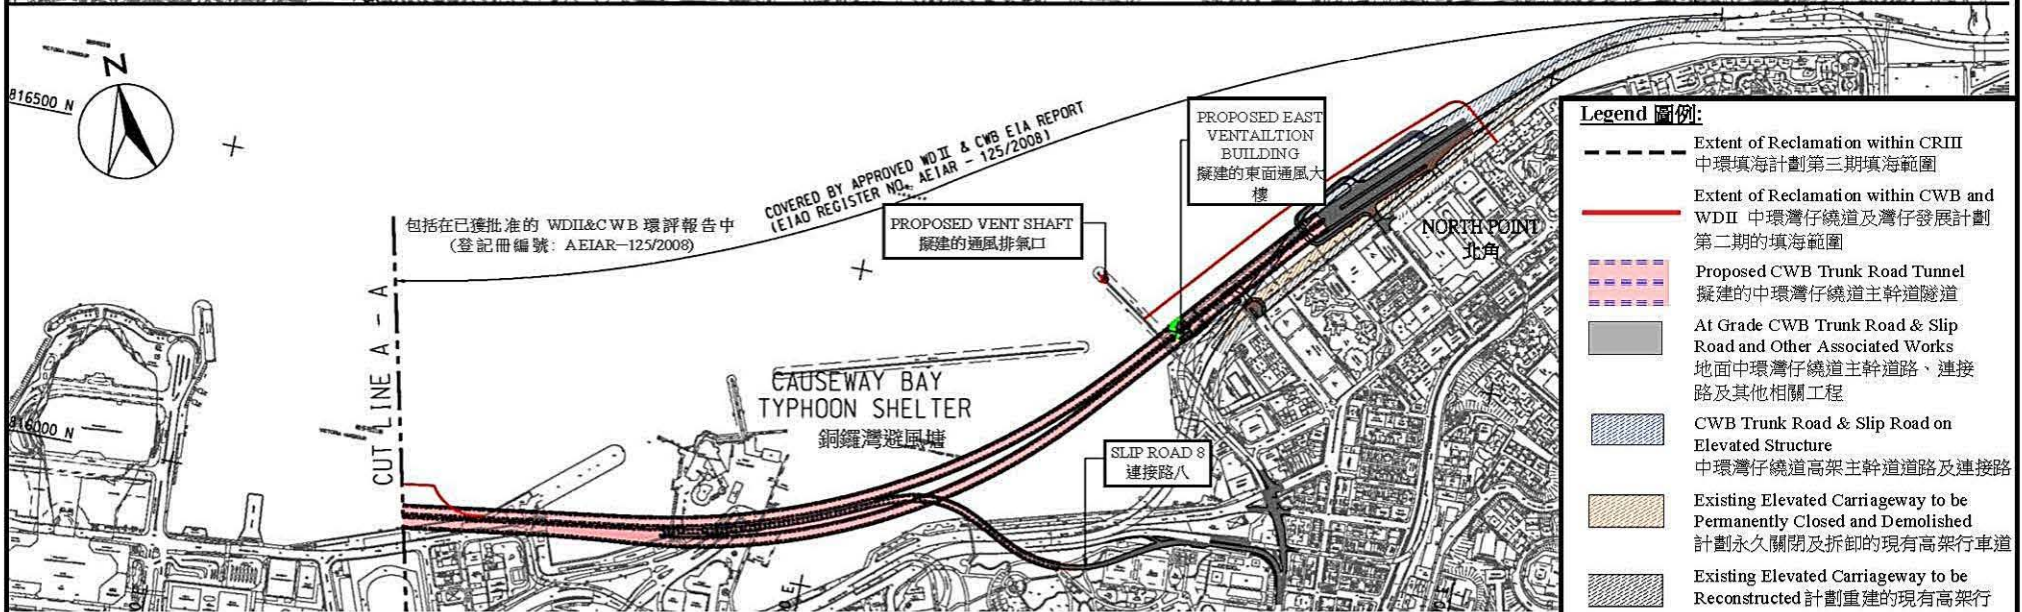 N
816500 N
包括在已獲批准的 WDII&CWB 環評報告中
(登記冊編號: AEIAR-125/2008)
COVERED BY APPROVED WDII & CWB EIA REPORT
(EIAO REGISTER NO. AEIAR - 125/2008)
PROPOSED VENT SHAFT
擬建的通風排氣口
PROPOSED EAST
VENTAILTION
BUILDING
擬建的東面通風大
樓
NORTH POINT
北角
CUT LINE A - A
816000 N
CAUSEWAY BAY
TYPHOON SHELTER
銅鑼灣避風塘
SLIP ROAD 8
連接路八
Legend 圖例:
Extent of Reclamation within CRIII
中環填海計劃第三期填海範圍
Extent of Reclamation within CWB and
WDII 中環灣仔繞道及灣仔發展計劃
第二期的填海範圍
Proposed CWB Trunk Road Tunnel
擬建的中環灣仔繞道主幹道隧道
At Grade CWB Trunk Road & Slip
Road and Other Associated Works
地面中環灣仔繞道主幹道路、連接
路及其他相關工程
CWB Trunk Road & Slip Road on
Elevated Structure
中環灣仔繞道高架主幹道道路及連接路
Existing Elevated Carriageway to be
Permanently Closed and Demolished
計劃永久關閉及拆卸的現有高架行車道
Existing Elevated Carriageway to be
Reconstructed 計劃重建的現有高架行